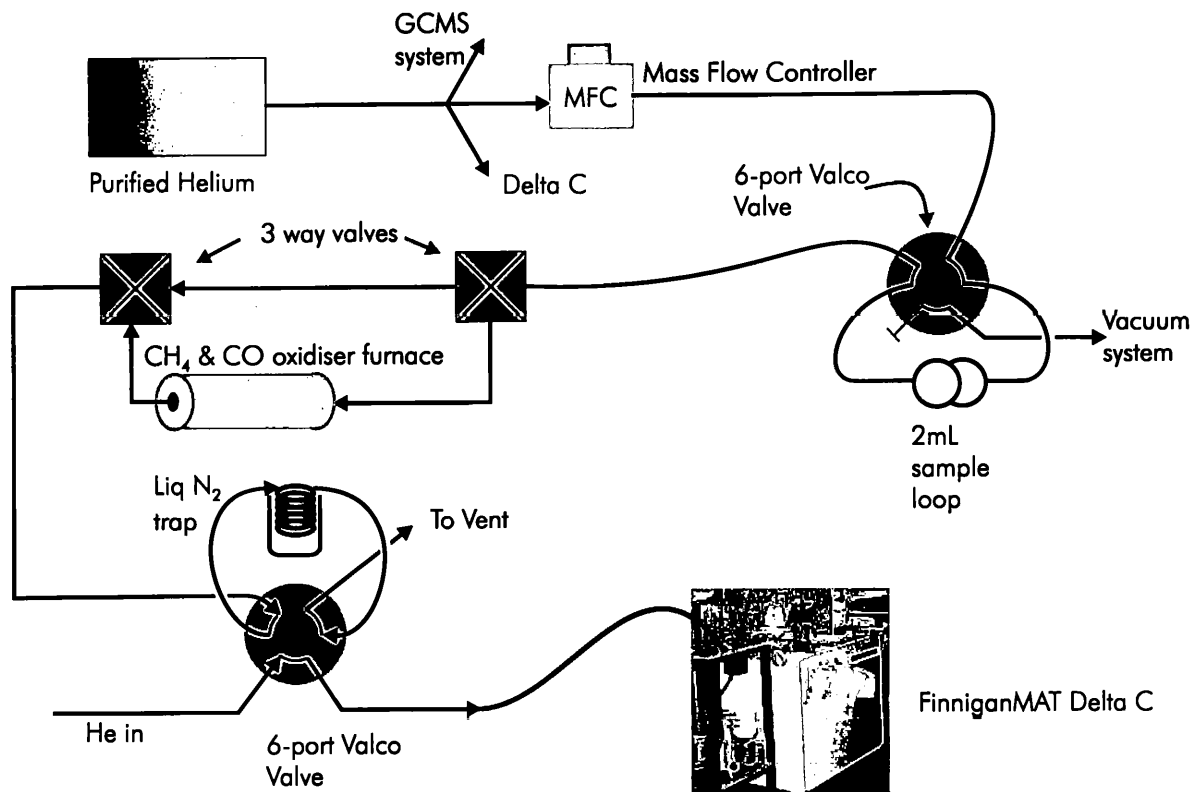 GCMS
system
MFC
Mass Flow Controller
Purified Helium
Delta C
6-port Valco
Valve
3 way valves
CH₄ & CO oxidiser furnace
Vacuum
system
2mL
sample
loop
Liq N₂
trap
To Vent
He in
6-port Valco
Valve
FinniganMAT Delta C